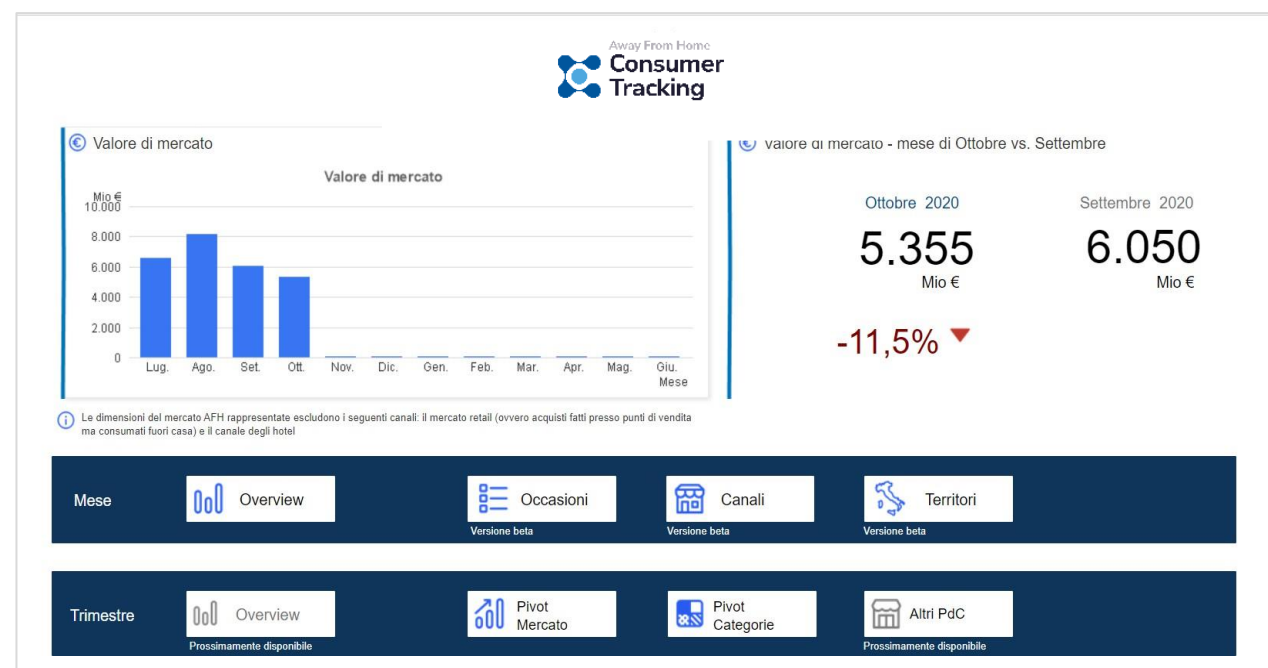 Away From Home
Consumer
Tracking
Valore di mercato
Valore di mercato
Mio €
10.000
8.000
6.000
4.000
2.000
0
Lug. Ago. Set. Ott. Nov. Dic. Gen. Feb. Mar. Apr. Mag. Giu.
Mese
Le dimensioni del mercato AFH rappresentate escludono i seguenti canali: il mercato retail (ovvero acquisti fatti presso punti di vendita
ma consumati fuori casa) e il canale degli hotel
Valore di mercato - mese di Ottobre vs. Settembre
Ottobre 2020 Settembre 2020
5.355 6.050
Mio € Mio €
-11,5%
Mese Overview Occasioni Canali Territori
Versione beta Versione beta Versione beta
Trimestre Overview Pivot Mercato Pivot Categorie Altri PdC
Prossimamente disponibile Prossimamente disponibile